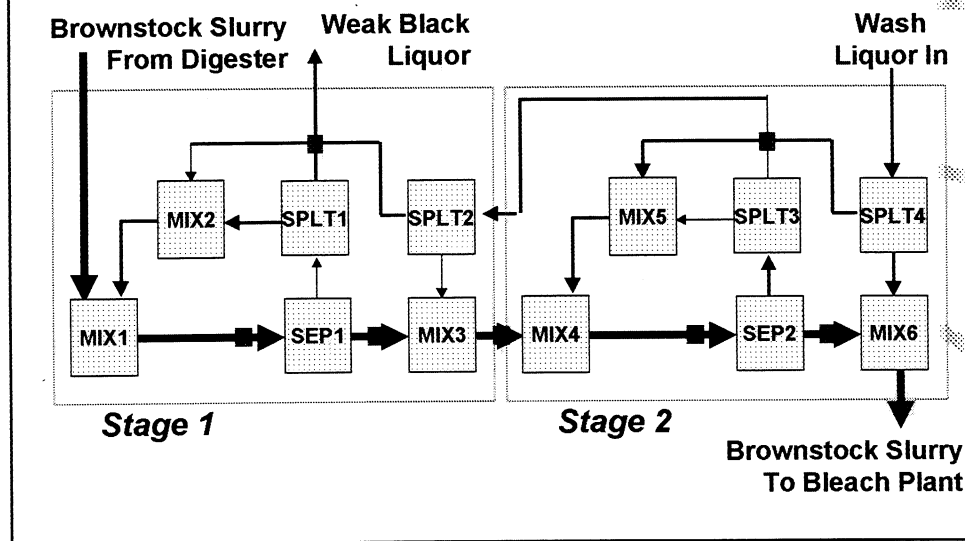 Brownstock Slurry
From Digester
Weak Black
Liquor
Wash
Liquor In
MIX2
SPLT1
SPLT2
MIX5
SPLT3
SPLT4
MIX1
SEP1
MIX3
MIX4
SEP2
MIX6
Stage 1
Stage 2
Brownstock Slurry
To Bleach Plant